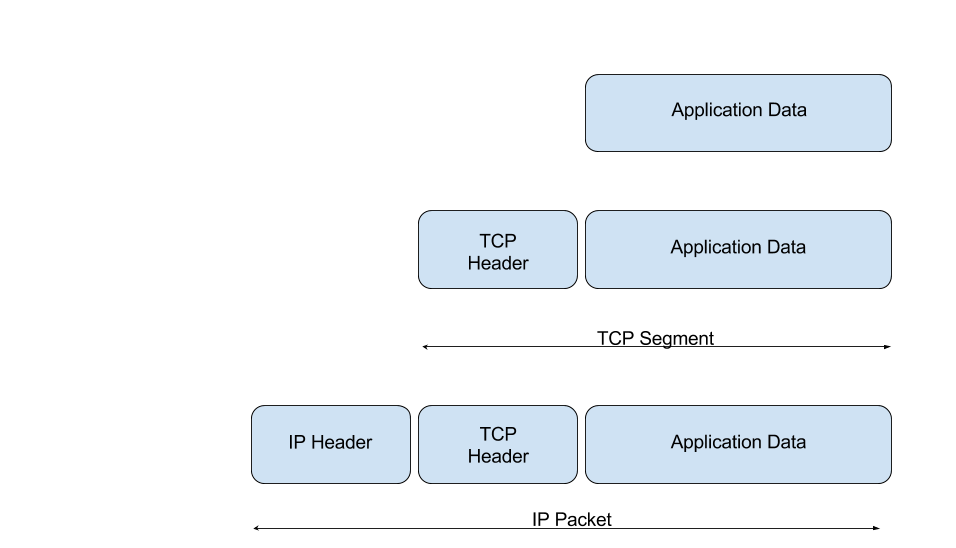 Application Data
TCP
Header
Application Data
TCP Segment
IP Header
TCP
Header
Application Data
IP Packet